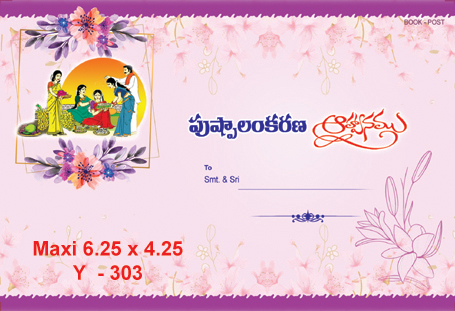 BOOK - POST
పుష్పాలంకరణ ఆహ్వానము
To
Smt. & Sri
Maxi 6.25 x 4.25
Y - 303